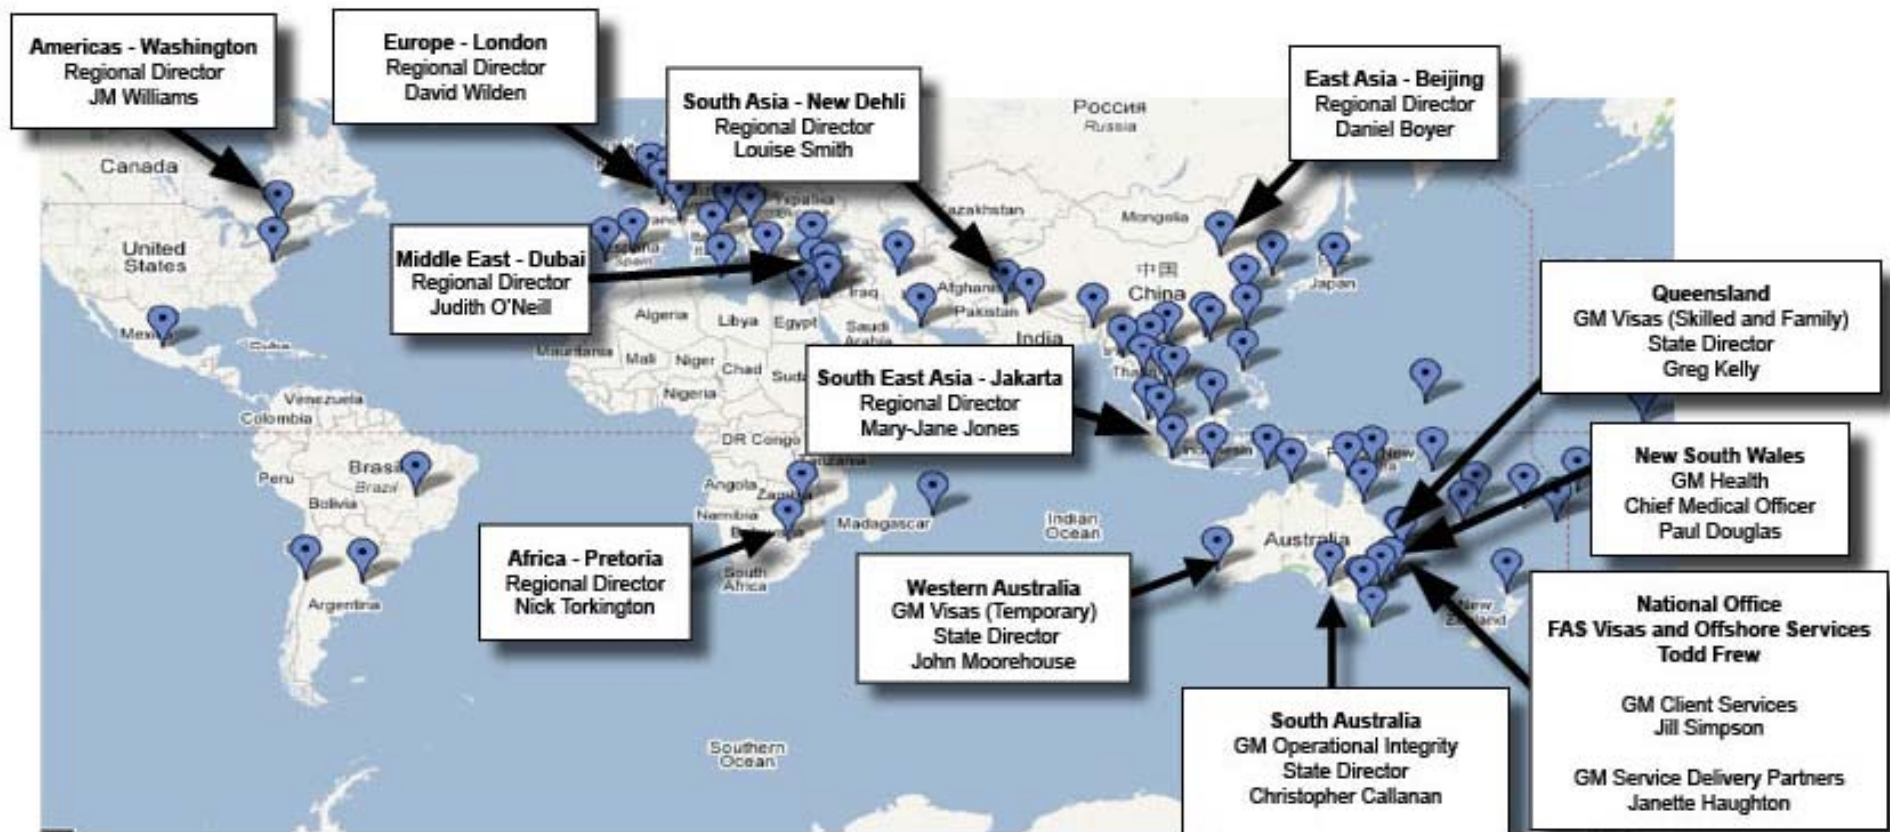 Americas - Washington
Regional Director
JM Williams
Europe - London
Regional Director
David Wilden
South Asia - New Dehli
Regional Director
Louise Smith
East Asia - Beijing
Regional Director
Daniel Boyer
Middle East - Dubai
Regional Director
Judith O'Neill
South East Asia - Jakarta
Regional Director
Mary-Jane Jones
Queensland
GM Visas (Skilled and Family)
State Director
Greg Kelly
New South Wales
GM Health
Chief Medical Officer
Paul Douglas
Africa - Pretoria
Regional Director
Nick Torkington
Western Australia
GM Visas (Temporary)
State Director
John Moorehouse
South Australia
GM Operational Integrity
State Director
Christopher Callanan
National Office
FAS Visas and Offshore Services
Todd Frew
GM Client Services
Jill Simpson
GM Service Delivery Partners
Janette Haughton
Canada
United
States
Venezuela
Colombia
Peru
Brazil
Bolivia
Argentina
Россия
Russia
Mongolia
中国
China
Japan
Spain
Iraq
Pakistan
India
Algeria
Libya
Egypt
Saudi
Arabia
Mauritania
Mali
Niger
Chad
Nigeria
DR Congo
Tanzania
Angola
Namibia
Madagascar
South
Africa
Indian
Ocean
Australia
New
Zealand
Southern
Ocean